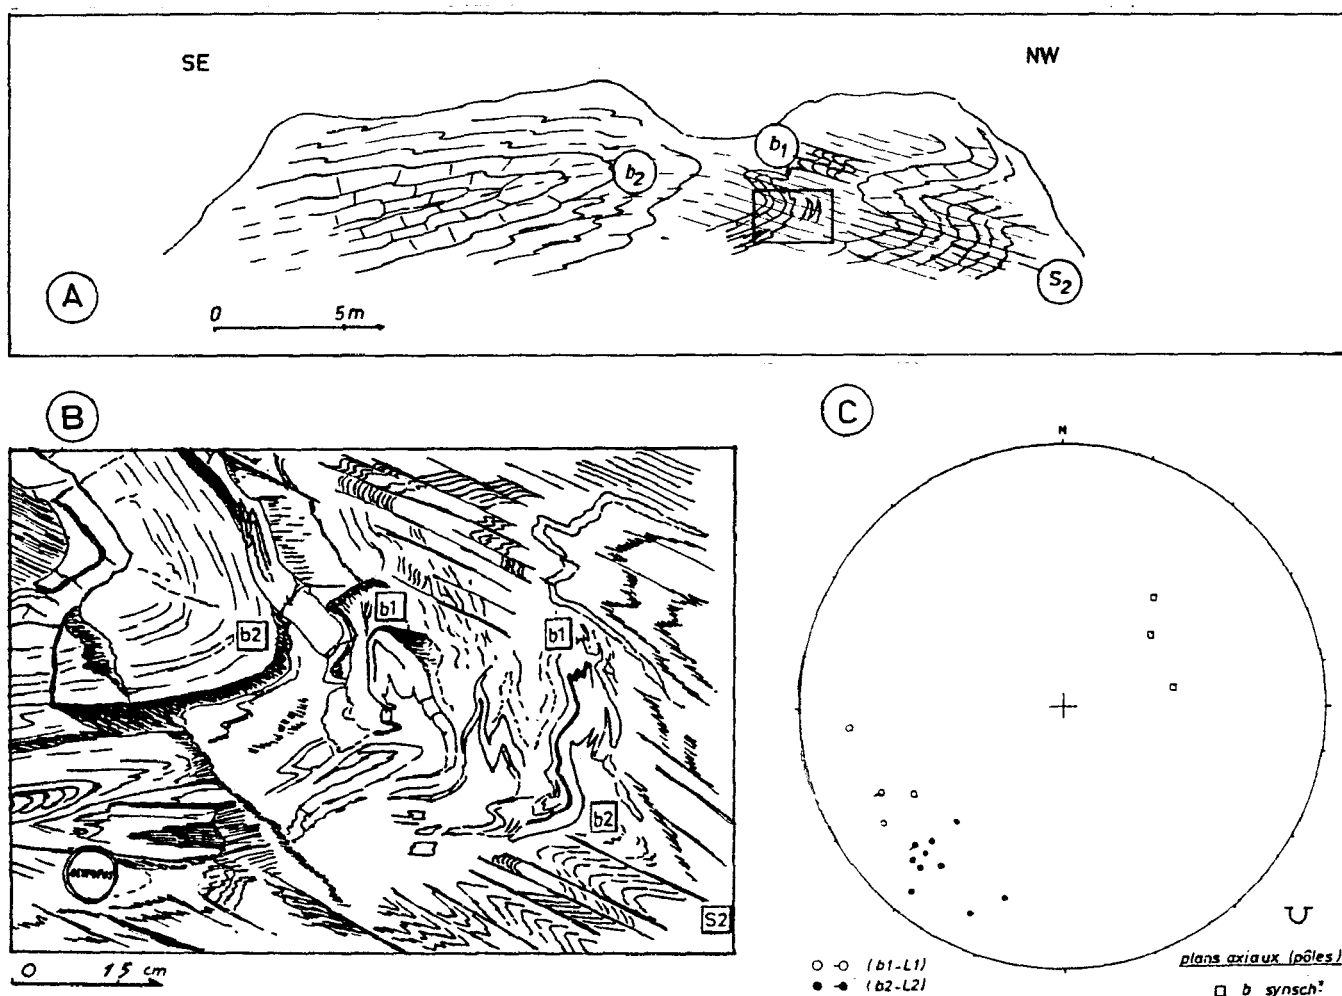 SE
NW
b1
b2
S2
A
0 5m
B
C
N
b1
b2
b1
b2
S2
0 15 cm
(b1-L1)
(b2-L2)
plans axiaux (pôles)
b synsch.